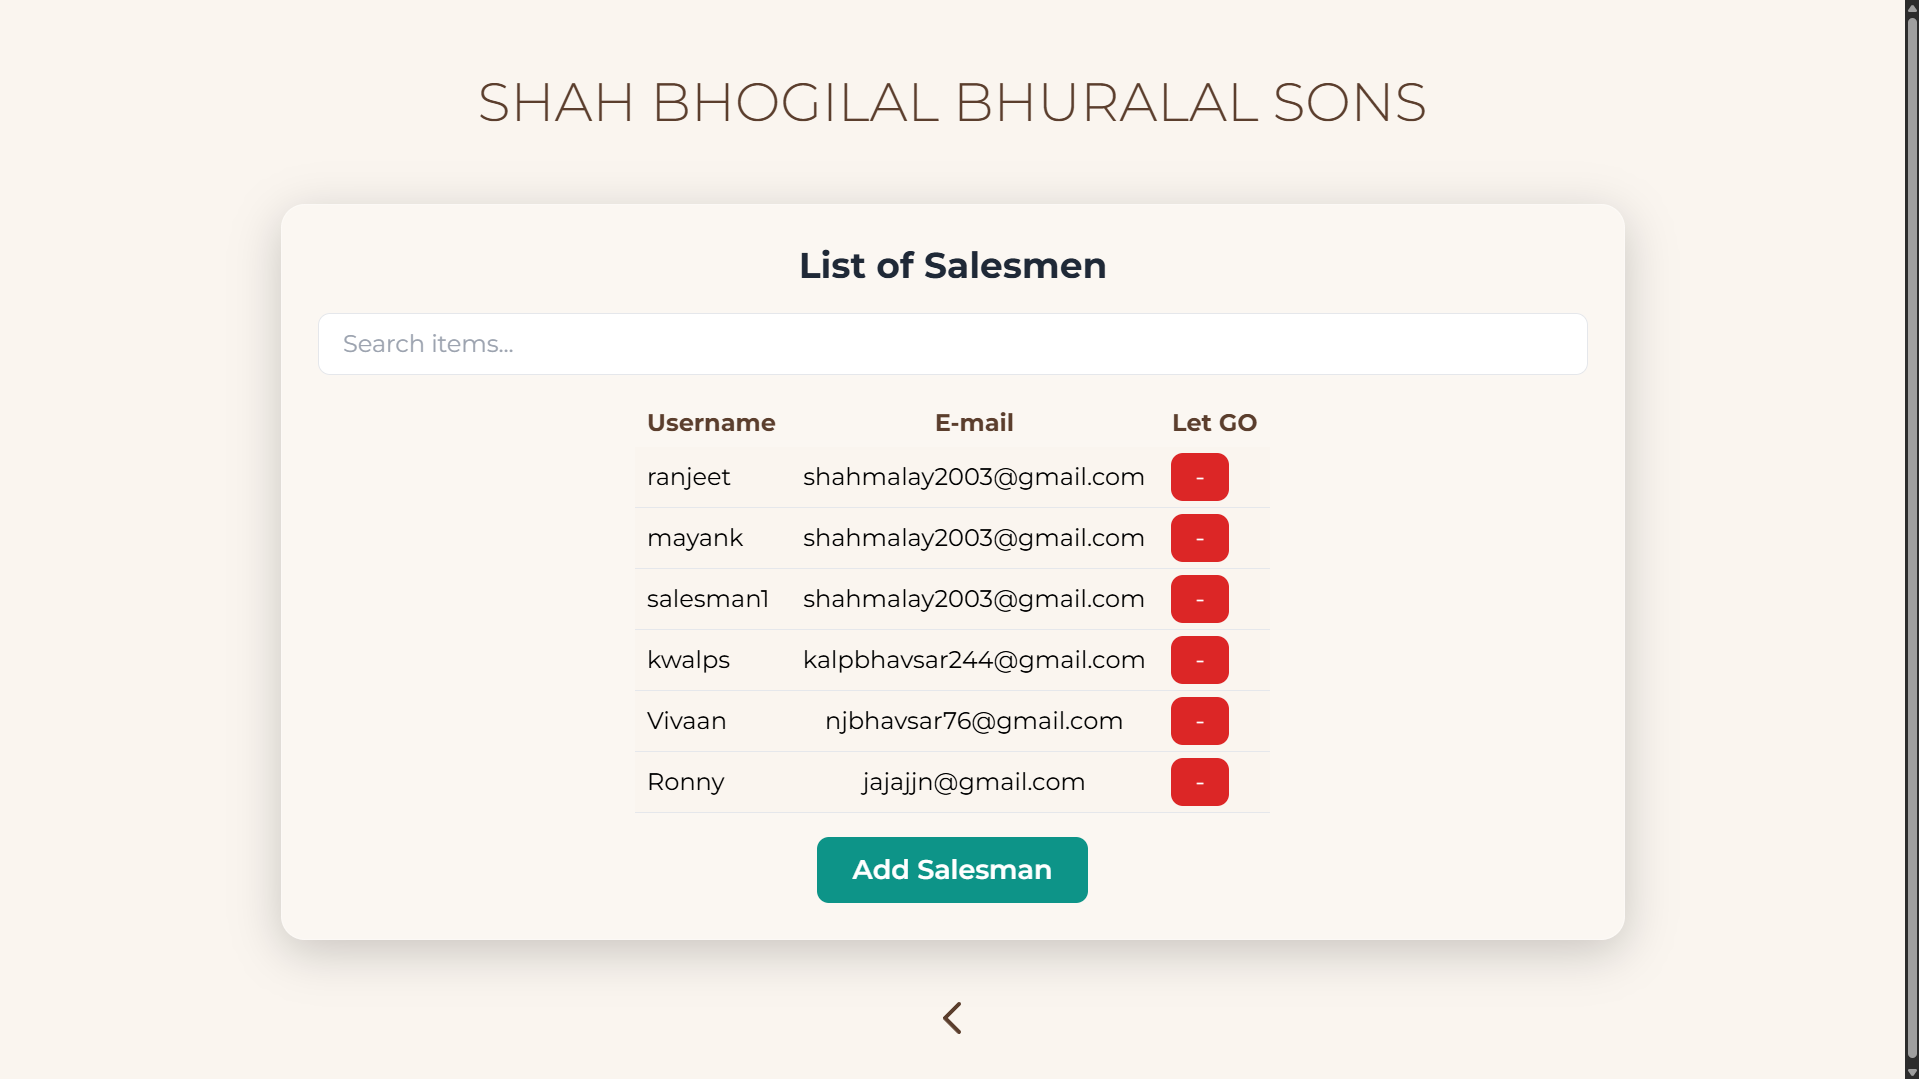 SHAH BHOGILAL BHURALAL SONS
List of Salesmen
Search items...
Username E-mail Let GO
ranjeet shahmalay2003@gmail.com -
mayank shahmalay2003@gmail.com -
salesman1 shahmalay2003@gmail.com -
kwalps kalpbhavsar244@gmail.com -
Vivaan njbhavsar76@gmail.com -
Ronny jajajjn@gmail.com -
Add Salesman